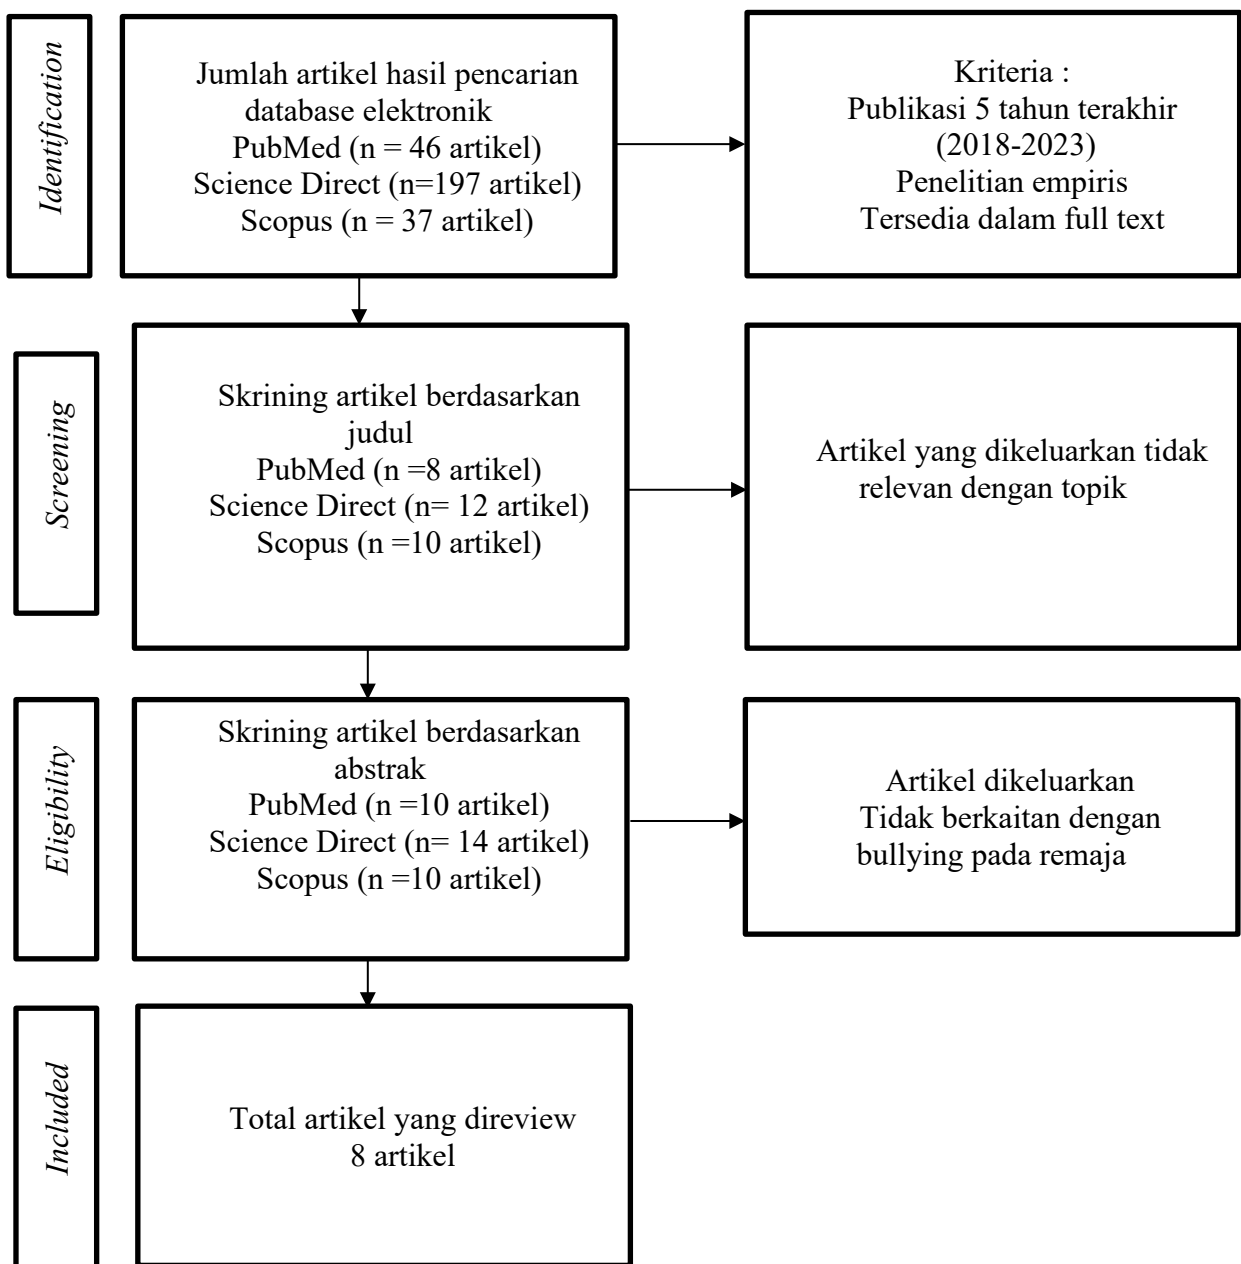 Identification
Jumlah artikel hasil pencarian
database elektronik
PubMed (n = 46 artikel)
Science Direct (n=197 artikel)
Scopus (n = 37 artikel)
Kriteria :
Publikasi 5 tahun terakhir
(2018-2023)
Penelitian empiris
Tersedia dalam full text
Screening
Skrining artikel berdasarkan
judul
PubMed (n =8 artikel)
Science Direct (n= 12 artikel)
Scopus (n =10 artikel)
Artikel yang dikeluarkan tidak
relevan dengan topik
Eligibility
Skrining artikel berdasarkan
abstrak
PubMed (n =10 artikel)
Science Direct (n= 14 artikel)
Scopus (n =10 artikel)
Artikel dikeluarkan
Tidak berkaitan dengan
bullying pada remaja
Included
Total artikel yang direview
8 artikel